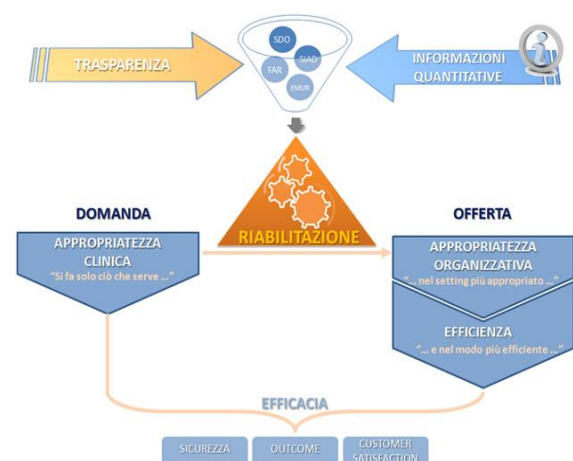 SDO
SIAD
FAR
EMUR
TRASPARENZA
INFORMAZIONI
QUANTITATIVE
i
RIABILITAZIONE
DOMANDA
APPROPRIATEZZA
CLINICA
"Si fa solo ciò che serve ..."
OFFERTA
APPROPRIATEZZA
ORGANIZZATIVA
"... nel setting più appropriato ..."
EFFICIENZA
"... e nel modo più efficiente ..."
EFFICACIA
SICUREZZA
OUTCOME
CUSTOMER
SATISFACTION